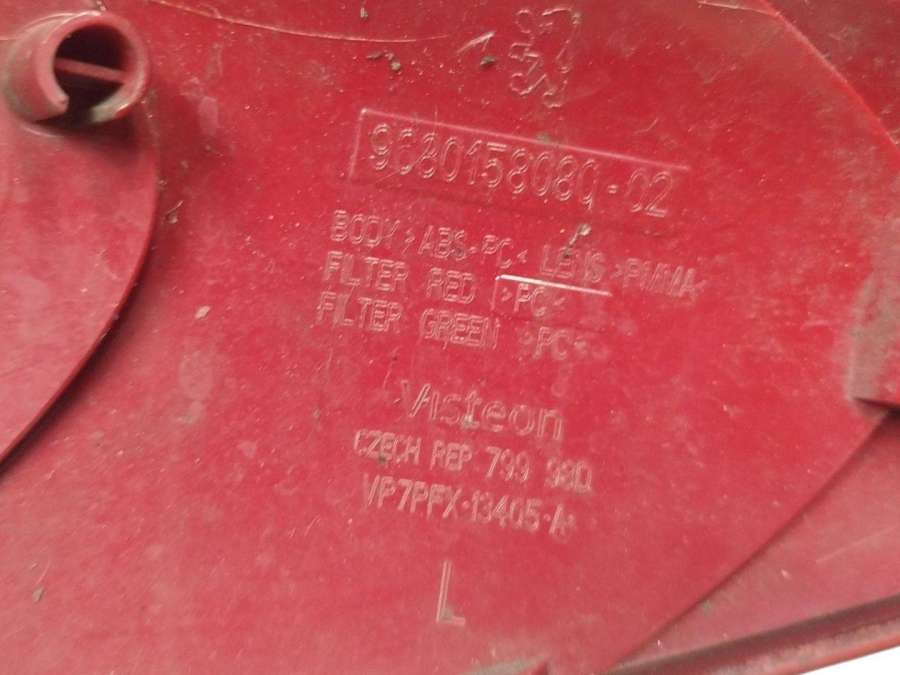 9680158080-02
BODY >ABS+PC< LENS >PMMA<
FILTER RED >PC<
FILTER GREEN >PC<
Visteon
CZECH REP 799 98D
VP7PFX-13405-A
L